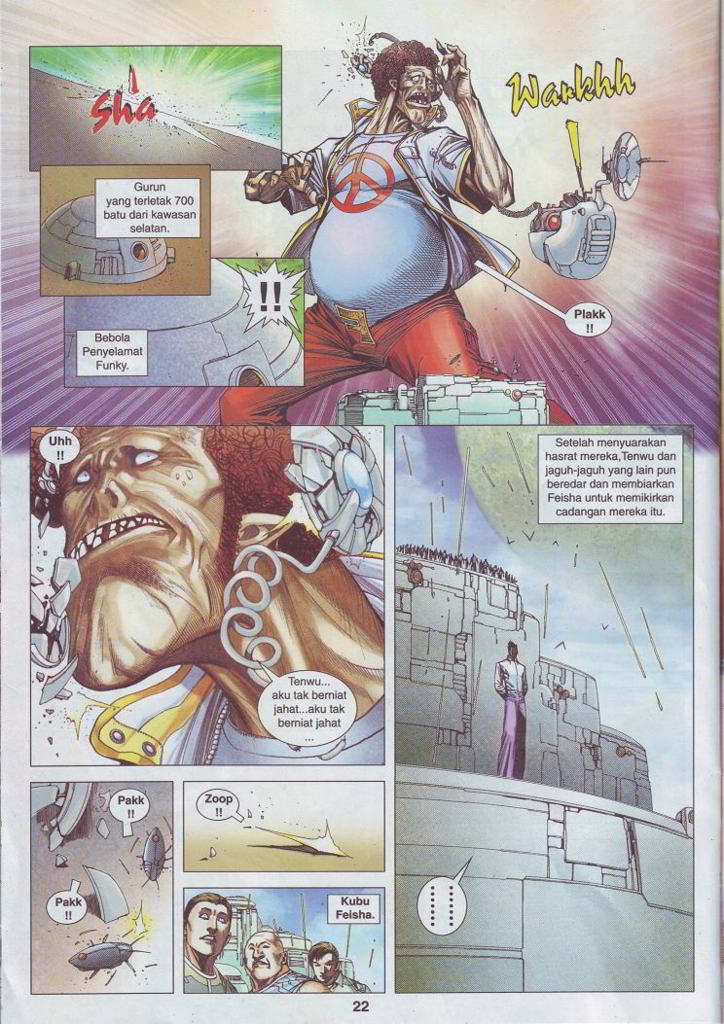 Sha
Warkhh
!
Gurun
yang terletak 700
batu dari kawasan
selatan.
!!
Plakk
!!
Bebola
Penyelamat
Funky.
Uhh
!!
Tenwu...
aku tak berniat
jahat...aku tak
berniat jahat
...
Setelah menyuarakan
hasrat mereka,Tenwu dan
jaguh-jaguh yang lain pun
beredar dan membiarkan
Feisha untuk memikirkan
cadangan mereka itu.
Pakk
!!
Pakk
!!
Zoop
!!
Kubu
Feisha.
22